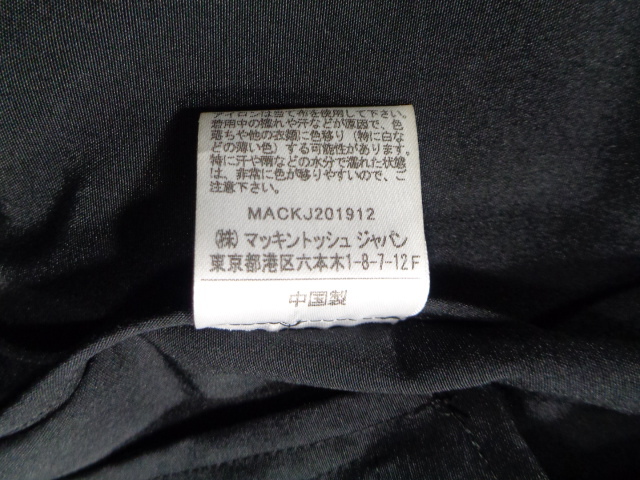 アイロンは当て布を使用して下さい。
着用中の擦れや汗などが原因で、色
落ちや他の衣類に色移り(特に白な
どの薄い色)する可能性があります。
特に汗や雨などの水分で濡れた状態
は、非常に色が移りやすいので、ご
注意下さい。
MACKJ201912
㈱マッキントッシュ ジャパン
東京都港区六本木1-8-7-12F
中国製